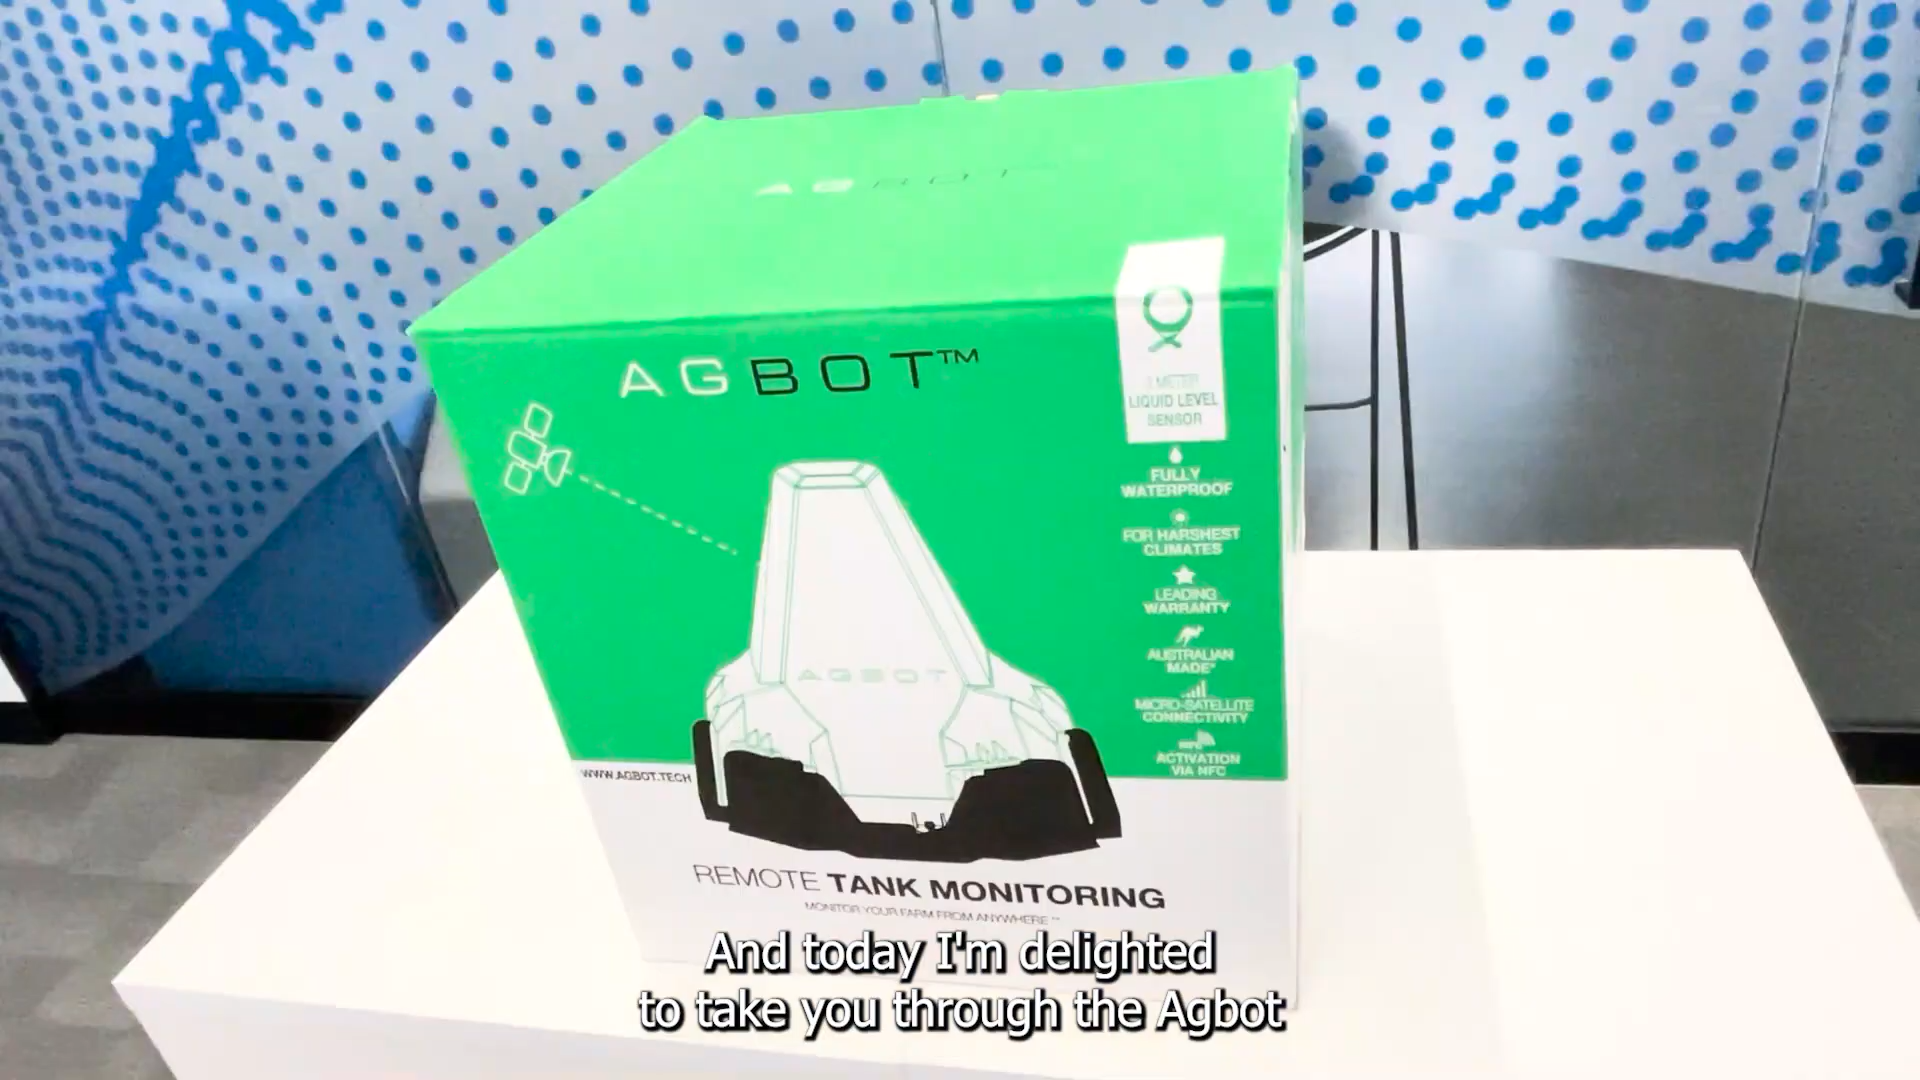 AGBOT
AGBOT™
LIQUID LEVEL
SENSOR
FULLY
WATERPROOF
FOR HARSHEST
CLIMATES
LEADING
WARRANTY
AUSTRALIAN
MADE*
MICRO-SATELLITE
CONNECTIVITY
ACTIVATION
VIA NFC
AGBOT
WWW.AGBOT.TECH
REMOTE TANK MONITORING
MONITOR YOUR FARM FROM ANYWHERE™
And today I'm delighted
to take you through the Agbot